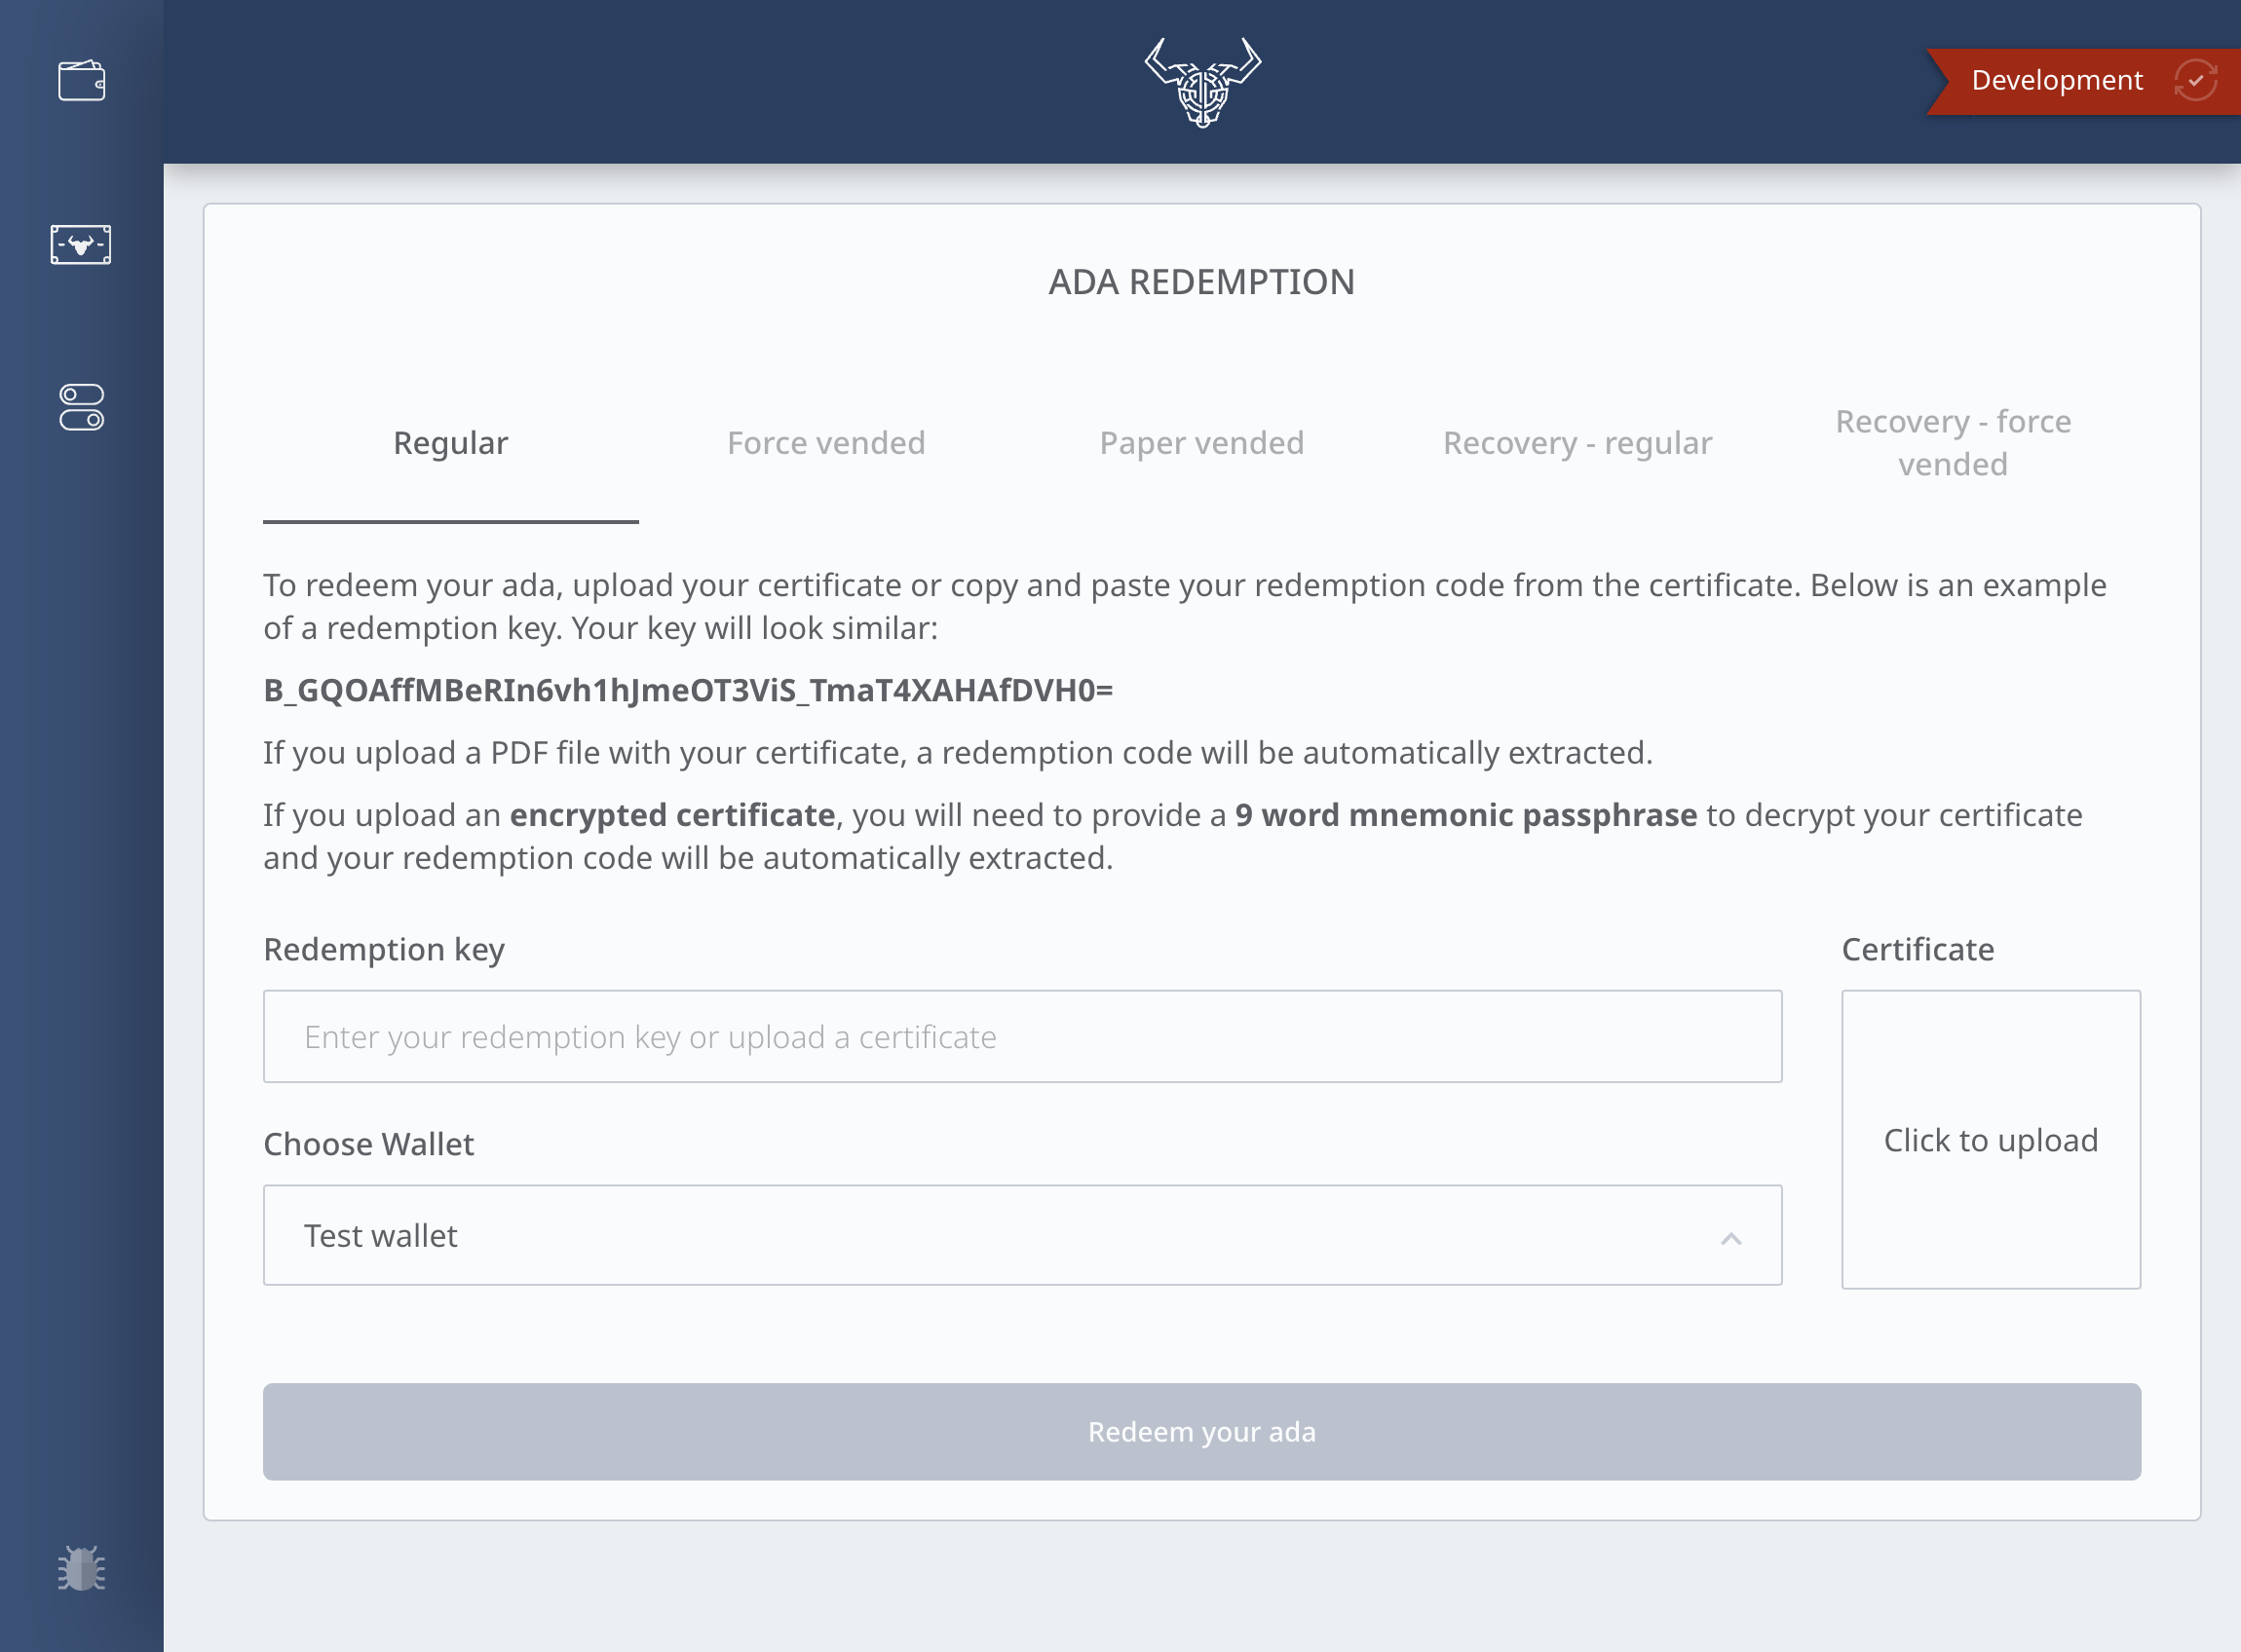 Development
ADA REDEMPTION
Regular
Force vended
Paper vended
Recovery - regular
Recovery - force
vended
To redeem your ada, upload your certificate or copy and paste your redemption code from the certificate. Below is an example
of a redemption key. Your key will look similar:
B_GQOAffMBeRIn6vh1hJmeOT3ViS_TmaT4XAHAfDVH0=
If you upload a PDF file with your certificate, a redemption code will be automatically extracted.
If you upload an encrypted certificate, you will need to provide a 9 word mnemonic passphrase to decrypt your certificate
and your redemption code will be automatically extracted.
Redemption key
Enter your redemption key or upload a certificate
Certificate
Click to upload
Choose Wallet
Test wallet
Redeem your ada